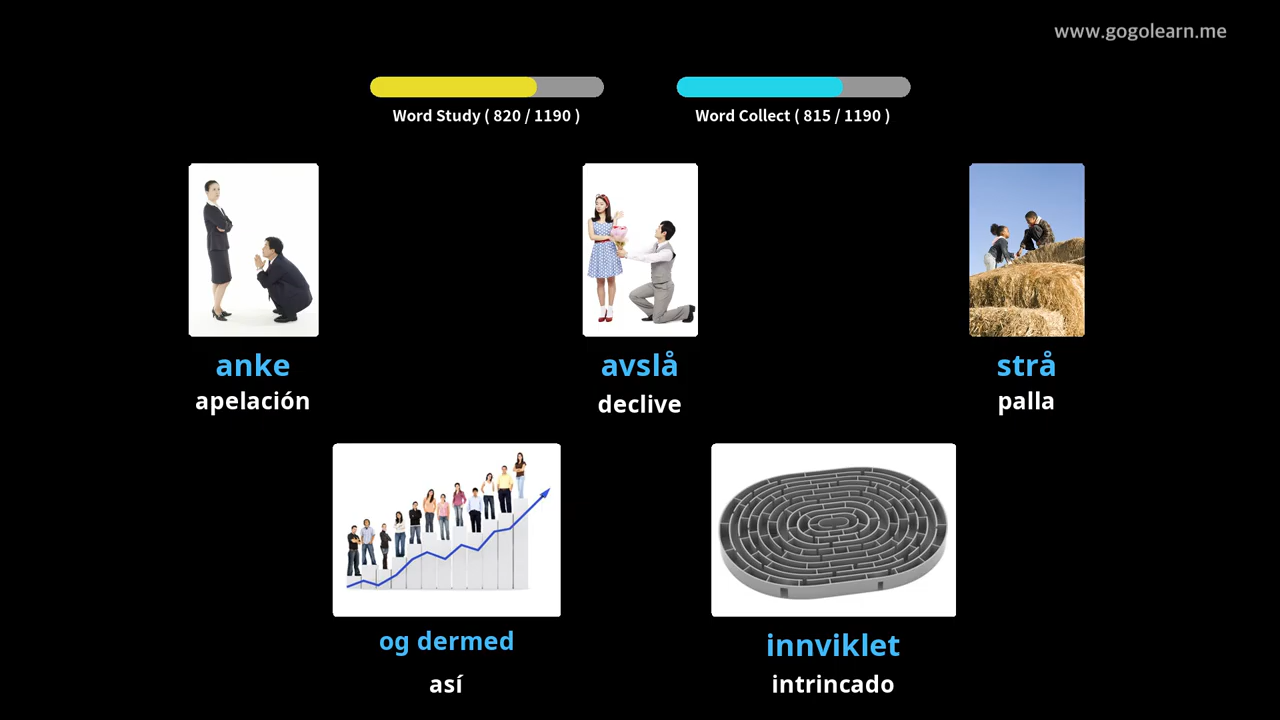 www.gogolearn.me
Word Study ( 820 / 1190 )
Word Collect ( 815 / 1190 )
anke
apelación
avslå
declive
strå
palla
og dermed
así
innviklet
intrincado